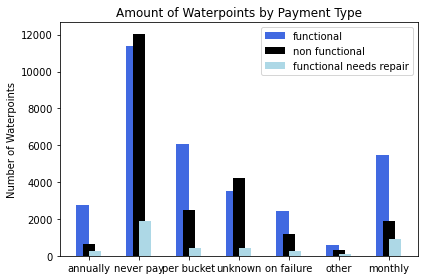 Amount of Waterpoints by Payment Type
functional
non functional
functional needs repair
Number of Waterpoints
12000
10000
8000
6000
4000
2000
0
annually never pay per bucket unknown on failure other monthly